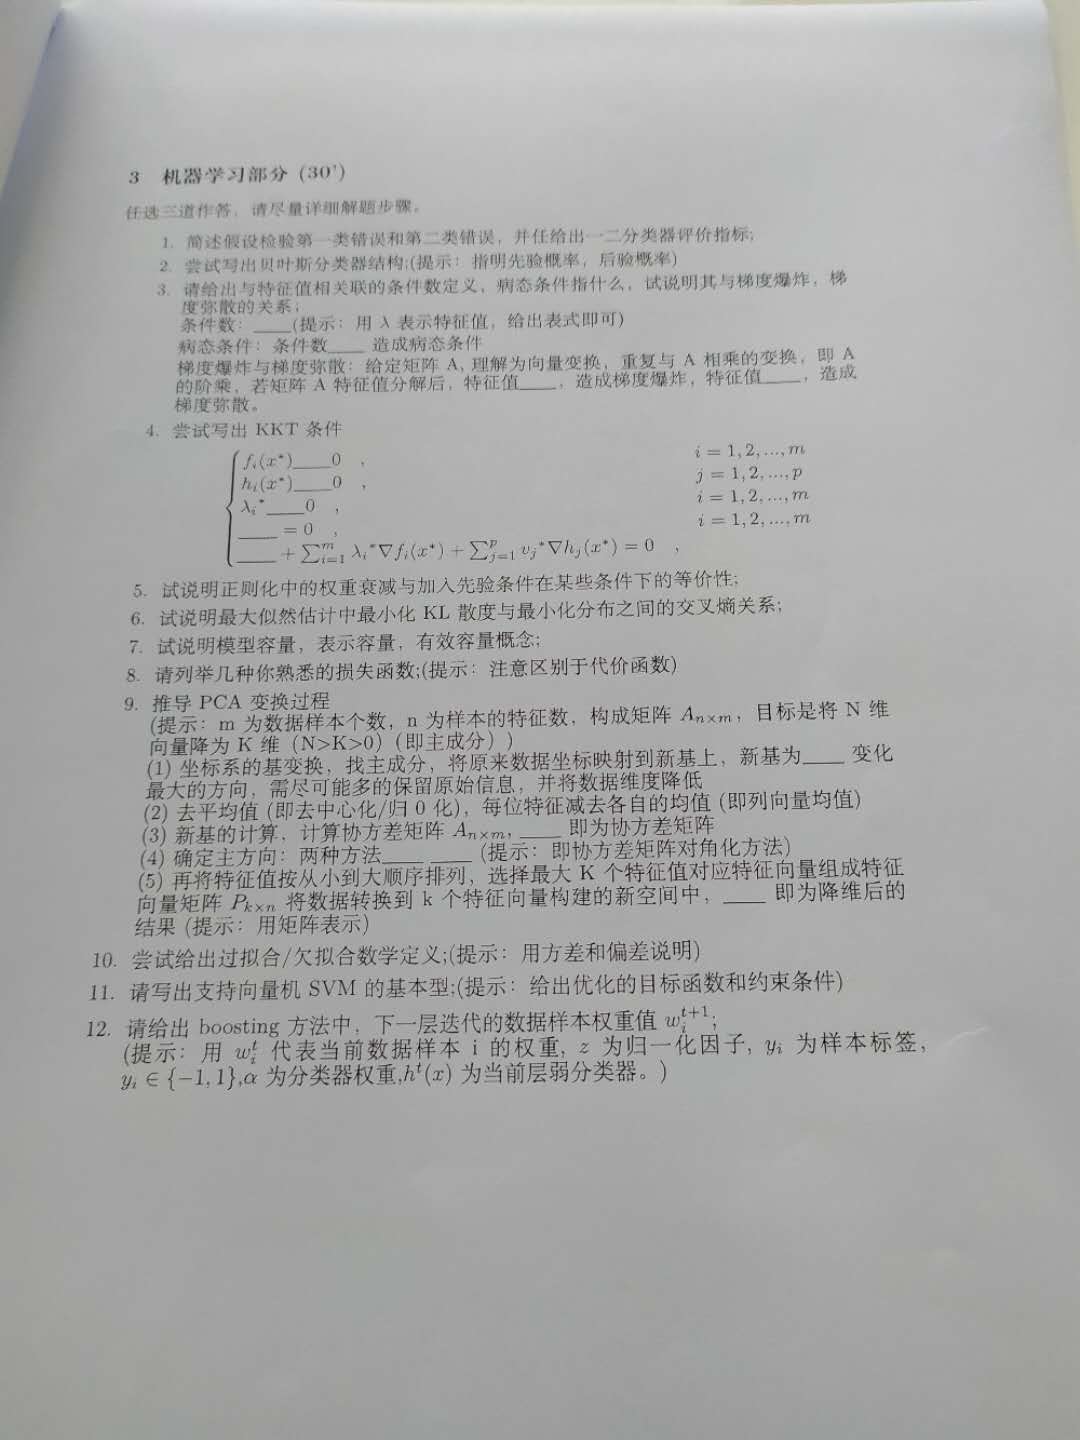 3 机器学习部分 (30')
任选三道作答，请尽量详细解题步骤。
1. 简述假设检验第一类错误和第二类错误，并任给出一二分类器评价指标;
2. 尝试写出贝叶斯分类器结构;(提示：指明先验概率，后验概率)
3. 请给出与特征值相关联的条件数定义，病态条件指什么，试说明其与梯度爆炸，梯
度弥散的关系;
条件数：____(提示：用 λ 表示特征值，给出表式即可)
病态条件：条件数____ 造成病态条件
梯度爆炸与梯度弥散：给定矩阵 A, 理解为向量变换，重复与 A 相乘的变换，即 A
的阶乘，若矩阵 A 特征值分解后，特征值____，造成梯度爆炸，特征值____，造成
梯度弥散。
4. 尝试写出 KKT 条件
f_i(x*)____0 , i = 1, 2, ..., m
h_i(x*)____0 , j = 1, 2, ..., p
λ_i*____0 , i = 1, 2, ..., m
____ = 0 , i = 1, 2, ..., m
____ + ∑_{i=1}^{m} λ_i*∇f_i(x*) + ∑_{j=1}^{p} v_j*∇h_j(x*) = 0 ,
5. 试说明正则化中的权重衰减与加入先验条件在某些条件下的等价性;
6. 试说明最大似然估计中最小化 KL 散度与最小化分布之间的交叉熵关系;
7. 试说明模型容量，表示容量，有效容量概念;
8. 请列举几种你熟悉的损失函数;(提示：注意区别于代价函数)
9. 推导 PCA 变换过程
(提示：m 为数据样本个数，n 为样本的特征数，构成矩阵 A_{n×m}，目标是将 N 维
向量降为 K 维（N>K>0）（即主成分）)
(1) 坐标系的基变换，找主成分，将原来数据坐标映射到新基上，新基为____ 变化
最大的方向，需尽可能多的保留原始信息，并将数据维度降低
(2) 去平均值 (即去中心化/归 0 化)，每位特征减去各自的均值 (即列向量均值)
(3) 新基的计算，计算协方差矩阵 A_{n×m}, ____ 即为协方差矩阵
(4) 确定主方向：两种方法____ ____ (提示：即协方差矩阵对角化方法)
(5) 再将特征值按从小到大顺序排列，选择最大 K 个特征值对应特征向量组成特征
向量矩阵 P_{k×n} 将数据转换到 k 个特征向量构建的新空间中，____ 即为降维后的
结果 (提示：用矩阵表示)
10. 尝试给出过拟合/欠拟合数学定义;(提示：用方差和偏差说明)
11. 请写出支持向量机 SVM 的基本型;(提示：给出优化的目标函数和约束条件)
12. 请给出 boosting 方法中，下一层迭代的数据样本权重值 w_i^{t+1};
(提示：用 w_i^t 代表当前数据样本 i 的权重, z 为归一化因子, y_i 为样本标签,
y_i ∈ {−1, 1},α 为分类器权重,h^t(x) 为当前层弱分类器。)